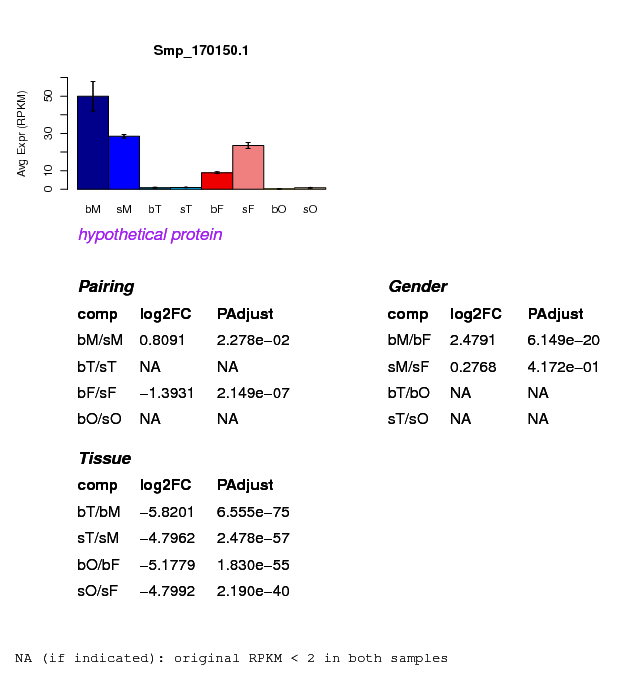 Smp_170150.1
Avg Expr (RPKM)
0 10 30 50
bM sM bT sT bF sF bO sO
hypothetical protein
Pairing
comp log2FC PAdjust
bM/sM 0.8091 2.278e−02
bT/sT NA NA
bF/sF −1.3931 2.149e−07
bO/sO NA NA
Gender
comp log2FC PAdjust
bM/bF 2.4791 6.149e−20
sM/sF 0.2768 4.172e−01
bT/bO NA NA
sT/sO NA NA
Tissue
comp log2FC PAdjust
bT/bM −5.8201 6.555e−75
sT/sM −4.7962 2.478e−57
bO/bF −5.1779 1.830e−55
sO/sF −4.7992 2.190e−40
NA (if indicated): original RPKM < 2 in both samples